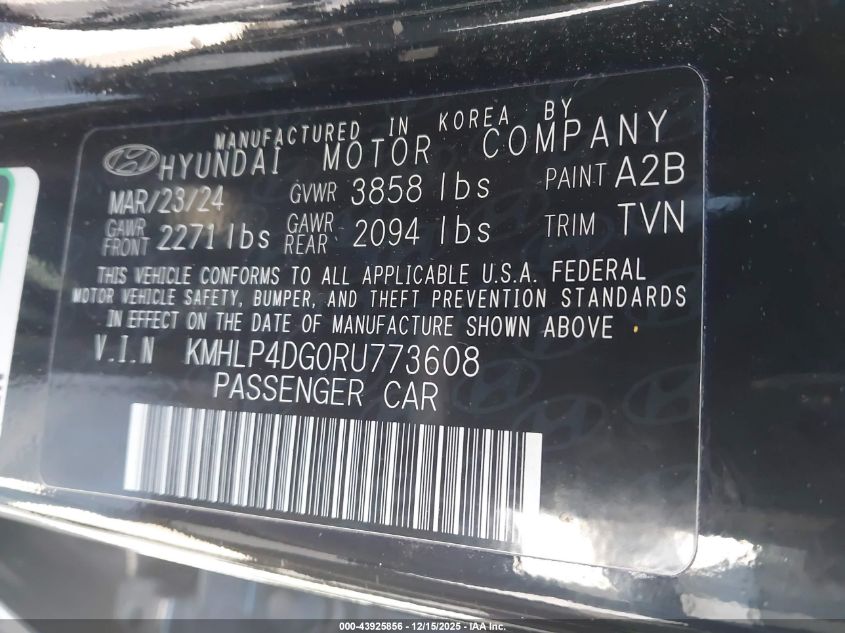 MANUFACTURED IN KOREA BY
HYUNDAI MOTOR COMPANY
MAR/23/24 GVWR 3858 lbs PAINT A2B
GAWR FRONT 2271 lbs GAWR REAR 2094 lbs TRIM TVN
THIS VEHICLE CONFORMS TO ALL APPLICABLE U.S.A. FEDERAL
MOTOR VEHICLE SAFETY, BUMPER, AND THEFT PREVENTION STANDARDS
IN EFFECT ON THE DATE OF MANUFACTURE SHOWN ABOVE
V.I.N KMHLP4DG0RU773608
PASSENGER CAR
000-43925856 - 12/15/2025 - IAA Inc.